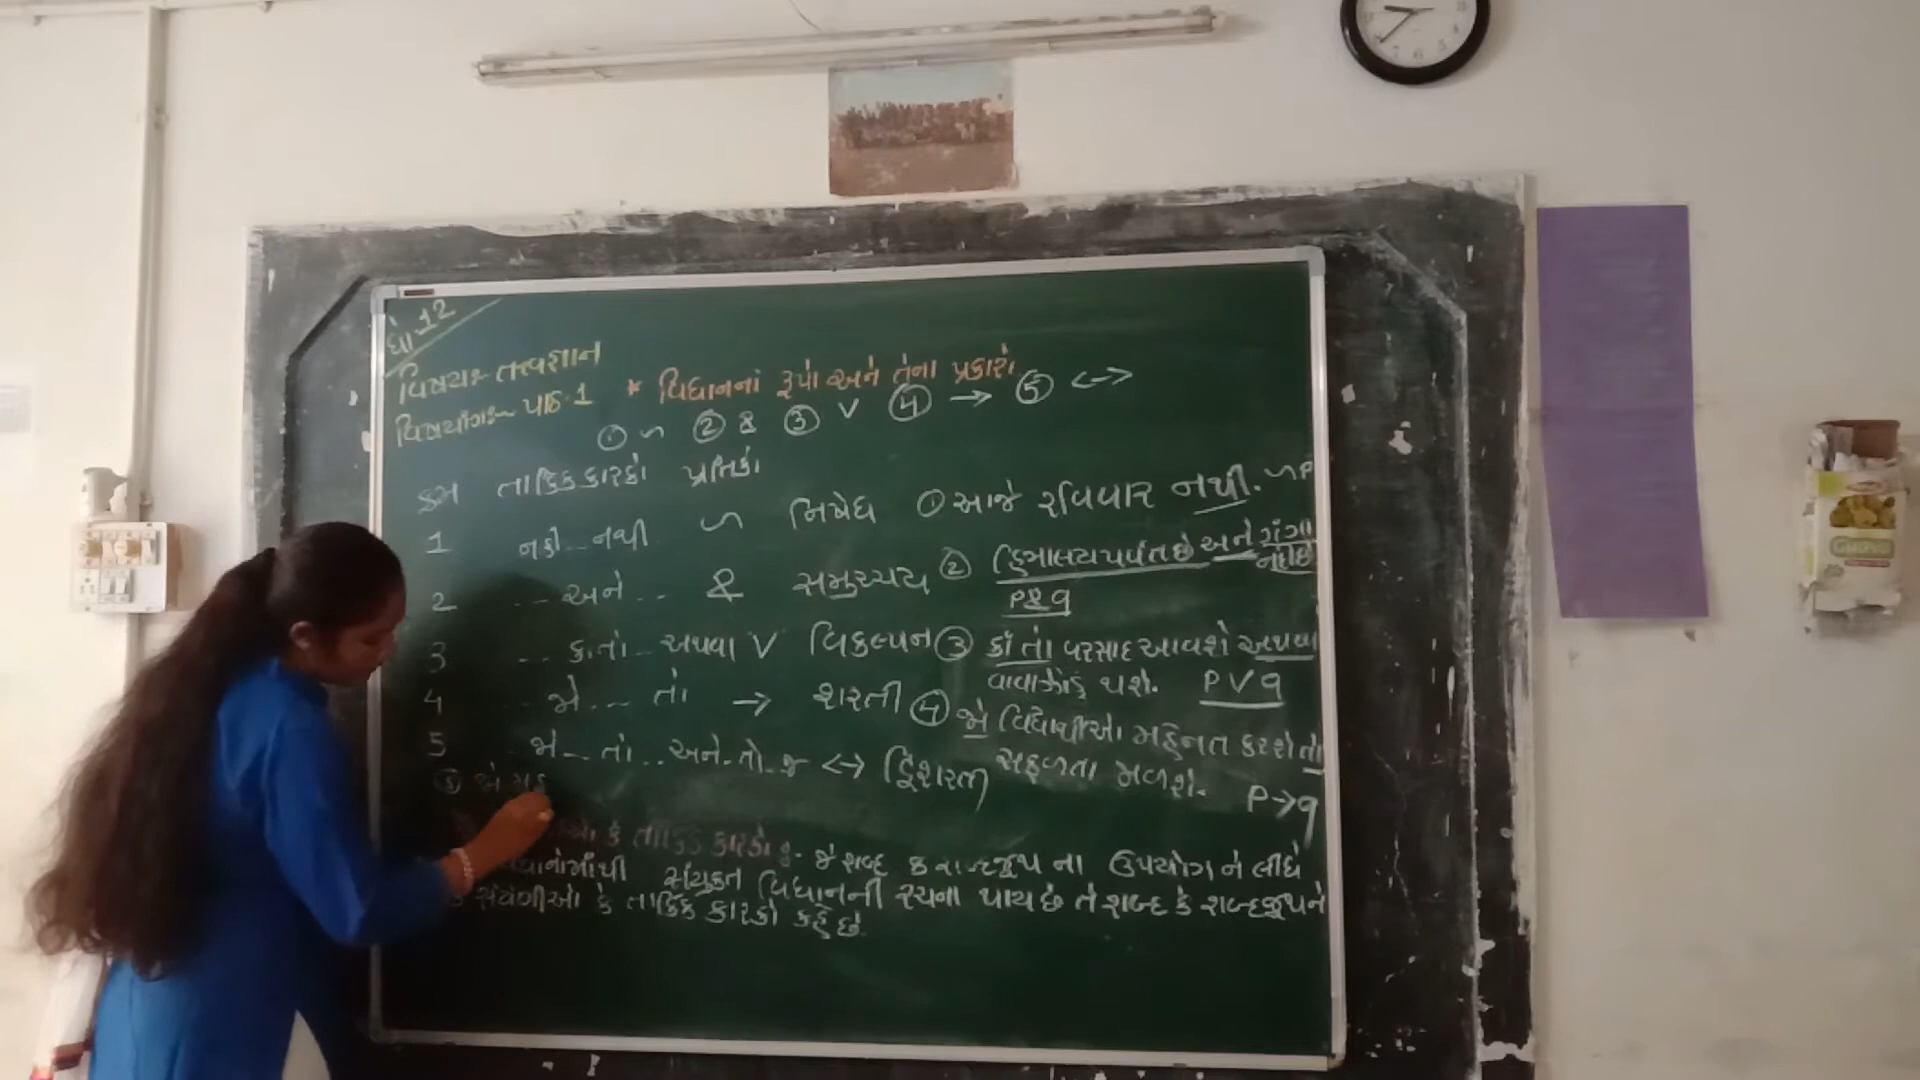 ધો 12
વિષયઃ- તત્ત્વજ્ઞાન
વિષયાંગઃ- પાઠ-1
* વિધાનનાં રૂપો અને તેના પ્રકારો
① ~ ② & ③ V ④ → ⑤ <->
ક્રમ તાર્કિક કારકો પ્રતિકો
1 નકી...નથી ~ નિષેધ ① આજે રવિવાર નથી. ~P
2 ...અને... & સમુચ્ચય ② હિમાલય પર્વત છે અને ગંગા નદી છે
P&q
3 ... કાં.તો.. અથવા V વિકલ્પન ③ કાં તો વરસાદ આવશે અથવા
વાવાઝોડું થશે. PVq
4 ...જો... તો → શરતી ④ જો વિદ્યાર્થીઓ મહેનત કરશે તો
સફળતા મળશે. P→q
5 ..જો...તો..અને.તો.જ <-> દ્વિશરતી
⑤ જો
કે તાર્કિક કારકો :- જે શબ્દ કે શબ્દજૂથ ના ઉપયોગ ને લીધે
સંયુક્ત વિધાનની રચના થાય છે તે શબ્દ કે શબ્દજૂથને
કે તાર્કિક કારકો કહે છે.